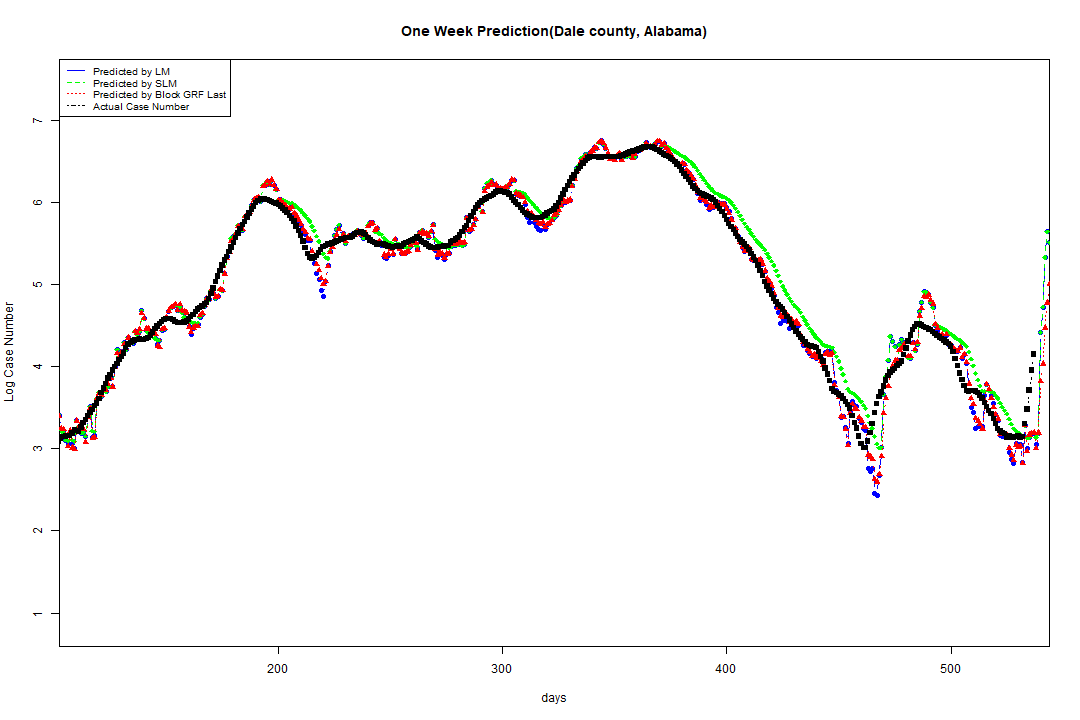 One Week Prediction(Dale county, Alabama)
Predicted by LM
Predicted by SLM
Predicted by Block GRF Last
Actual Case Number
Log Case Number
7
6
5
4
3
2
1
200
300
400
500
days